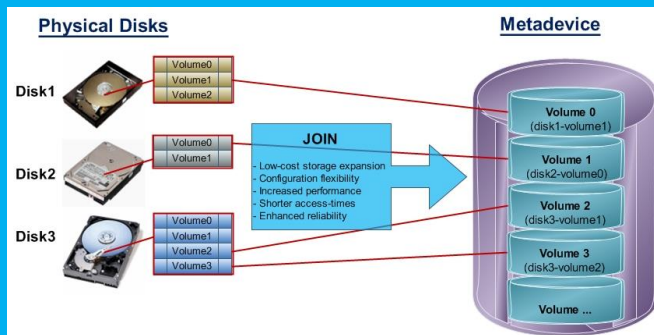 Physical Disks
Metadevice
Disk1
Volume0
Volume1
Volume2
Disk2
Volume0
Volume1
Disk3
Volume0
Volume1
Volume2
Volume3
JOIN
- Low-cost storage expansion
- Configuration flexibility
- Increased performance
- Shorter access-times
- Enhanced reliability
Volume 0
(disk1-volume1)
Volume 1
(disk2-volume0)
Volume 2
(disk3-volume1)
Volume 3
(disk3-volume2)
Volume ...